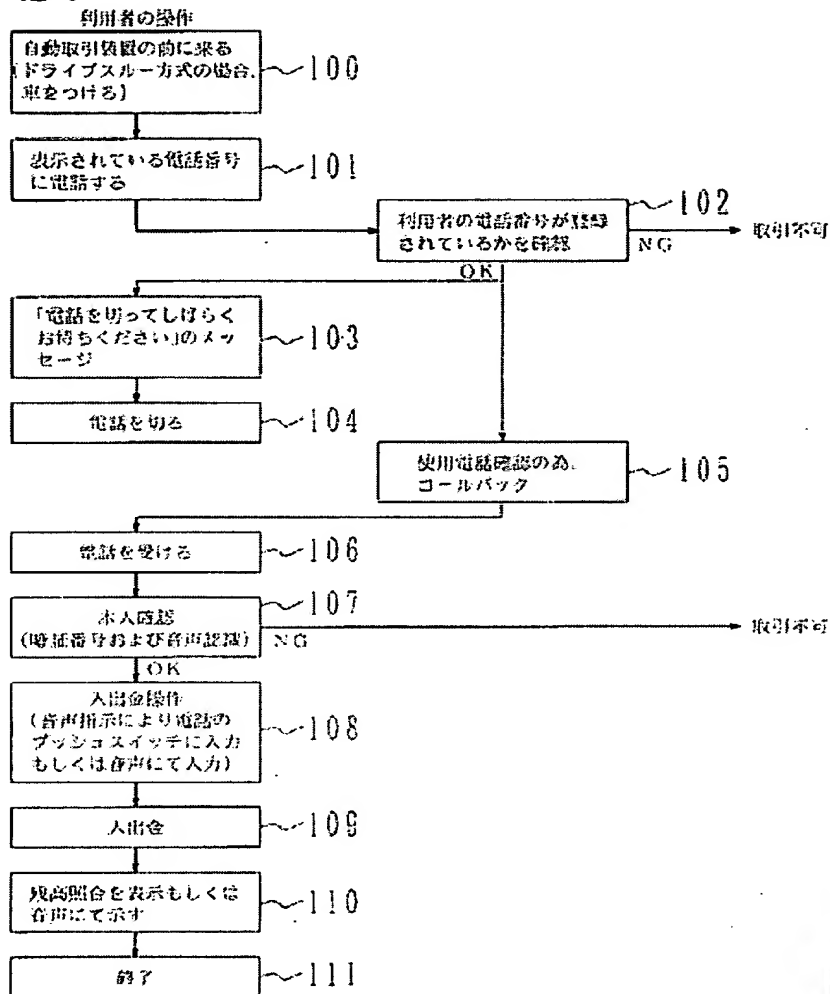 利用者の操作
自動取引装置の前に来る
(ドライブスルー方式の場合、
車をつける)
100
表示されている電話番号
に電話する
101
102
利用者の電話番号が登録
されているかを確認
NG
取引不可
OK
「電話を切ってしばらく
お待ちください」のメッ
セージ
103
電話を切る
104
使用電話確認の為、
コールバック
105
電話を受ける
106
107
本人確認
(暗証番号および音声認識)
NG
取引不可
OK
入出金操作
(音声指示により電話の
プッシュスイッチに入力
もしくは音声にて入力)
108
入出金
109
残高照合を表示もしくは
音声にて示す
110
終了
111